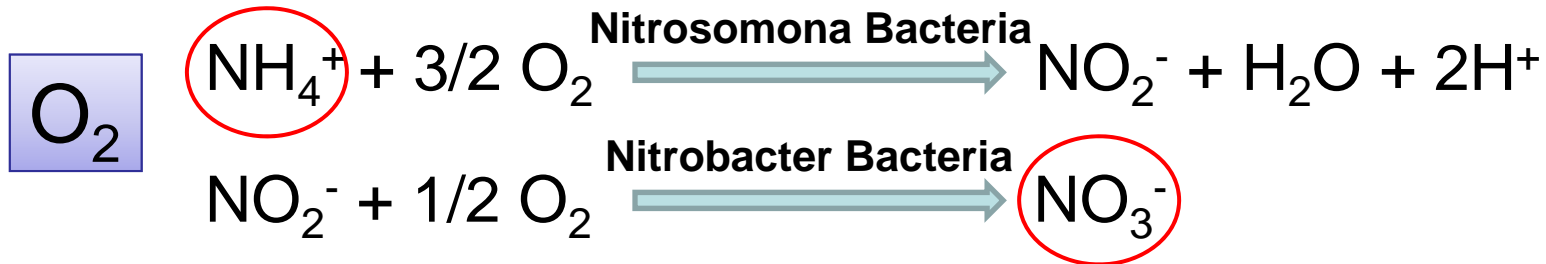 O₂
Nitrosomona Bacteria
NH₄⁺ + 3/2 O₂ NO₂⁻ + H₂O + 2H⁺
Nitrobacter Bacteria
NO₂⁻ + 1/2 O₂ NO₃⁻